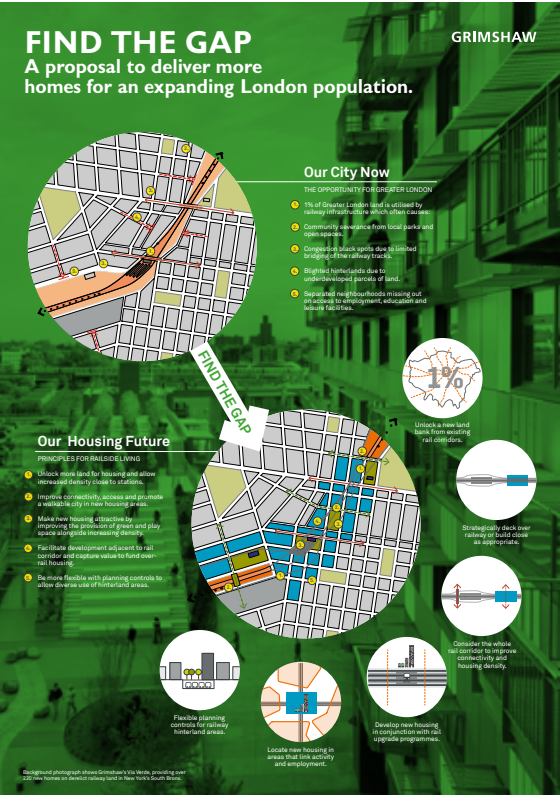 FIND THE GAP
A proposal to deliver more
homes for an expanding London population.
GRIMSHAW
Our City Now
THE OPPORTUNITY FOR GREATER LONDON
1. 1% of Greater London land is utilised by
railway infrastructure which often causes:
2. Community severance from local parks and
open spaces.
3. Congestion black spots due to limited
bridging of the railway tracks.
4. Blighted hinterlands due to
underdeveloped parcels of land.
5. Separated neighbourhoods missing out
on access to employment, education and
leisure facilities.
FIND THE GAP
Our Housing Future
PRINCIPLES FOR RAILSIDE LIVING
1. Unlock more land for housing and allow
increased density close to stations.
2. Improve connectivity, access and promote
a walkable city in new housing areas.
3. Make new housing attractive by
improving the provision of green and play
space alongside increasing density.
4. Facilitate development adjacent to rail
corridor and capture value to fund over-
rail housing.
5. Be more flexible with planning controls to
allow diverse use of hinterland areas.
1%
Unlock a new land
bank from existing
rail corridors.
Strategically deck over
railway or build close
as appropriate.
Consider the whole
rail corridor to improve
connectivity and
housing density.
Develop new housing
in conjunction with rail
upgrade programmes.
Locate new housing in
areas that link activity
and employment.
Flexible planning
controls for railway
hinterland areas.
Background photograph shows Grimshaw's Via Verde, providing over
220 new homes on derelict railway land in New York's South Bronx.